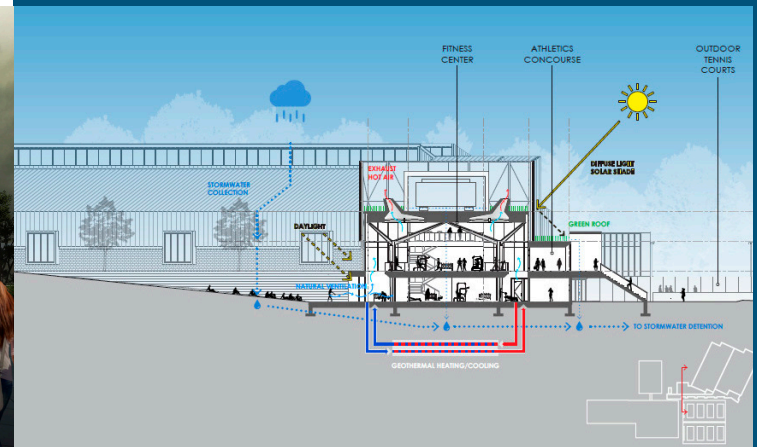 FITNESS
CENTER
ATHLETICS
CONCOURSE
OUTDOOR
TENNIS
COURTS
EXHAUST
HOT AIR
DIFFUSE LIGHT
SOLAR SHADE
STORMWATER
COLLECTION
DAYLIGHT
GREEN ROOF
NATURAL VENTILATION
TO STORMWATER DETENTION
GEOTHERMAL HEATING/COOLING